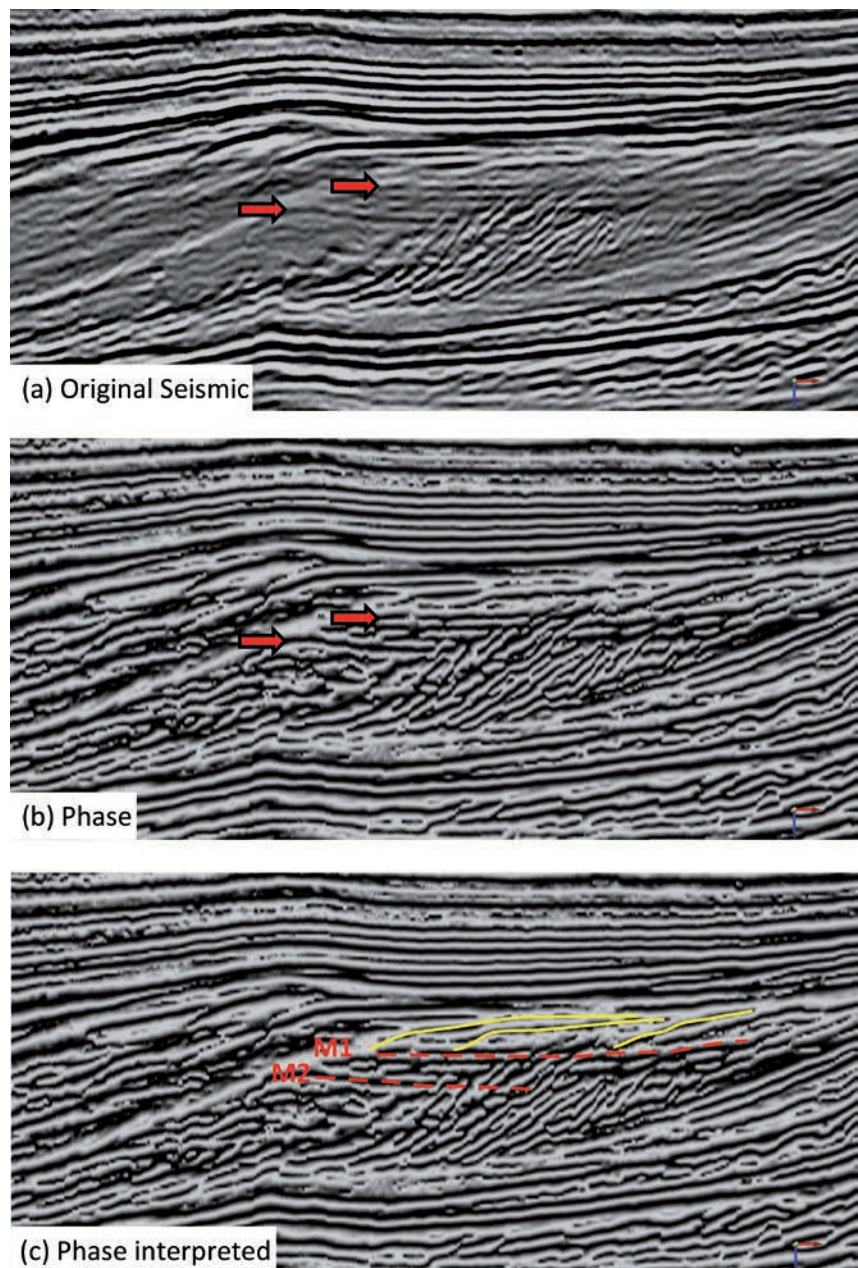 (a) Original Seismic
(b) Phase
M1
M2
(c) Phase interpreted